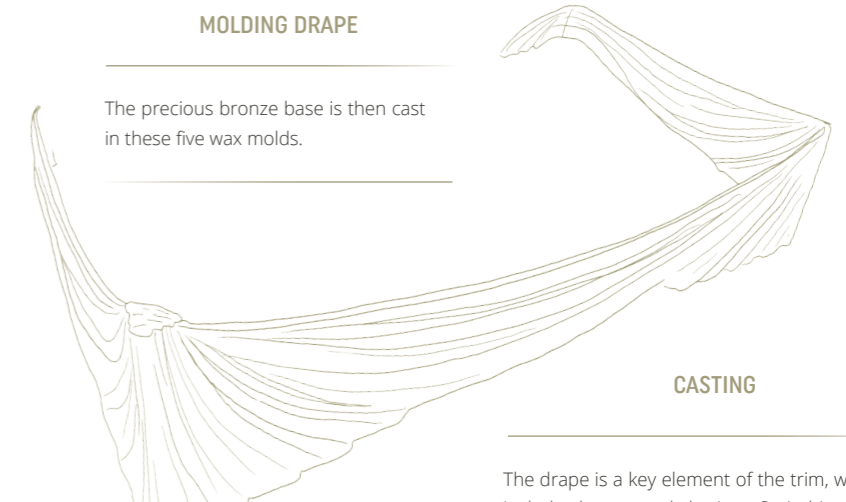 MOLDING DRAPE
The precious bronze base is then cast
in these five wax molds.
CASTING
The drape is a key element of the trim,